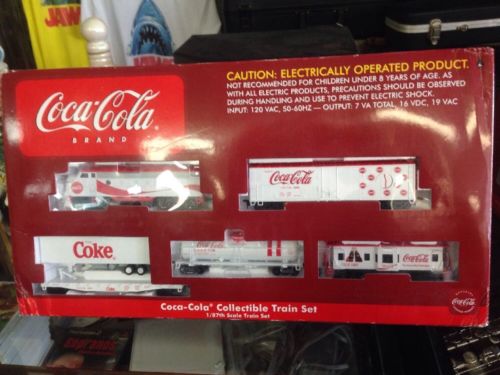 JAWS
Coca-Cola
BRAND
CAUTION: ELECTRICALLY OPERATED PRODUCT.
NOT RECOMMENDED FOR CHILDREN UNDER 8 YEARS OF AGE. AS
WITH ALL ELECTRIC PRODUCTS, PRECAUTIONS SHOULD BE OBSERVED
DURING HANDLING AND USE TO PREVENT ELECTRIC SHOCK.
INPUT: 120 VAC, 50-60HZ — OUTPUT: 7 VA TOTAL, 16 VDC, 19 VAC
Coca-Cola
Coke
Coca-Cola
Coca-Cola
Coca-Cola® Collectible Train Set
1/87th Scale Train Set
Sopranos